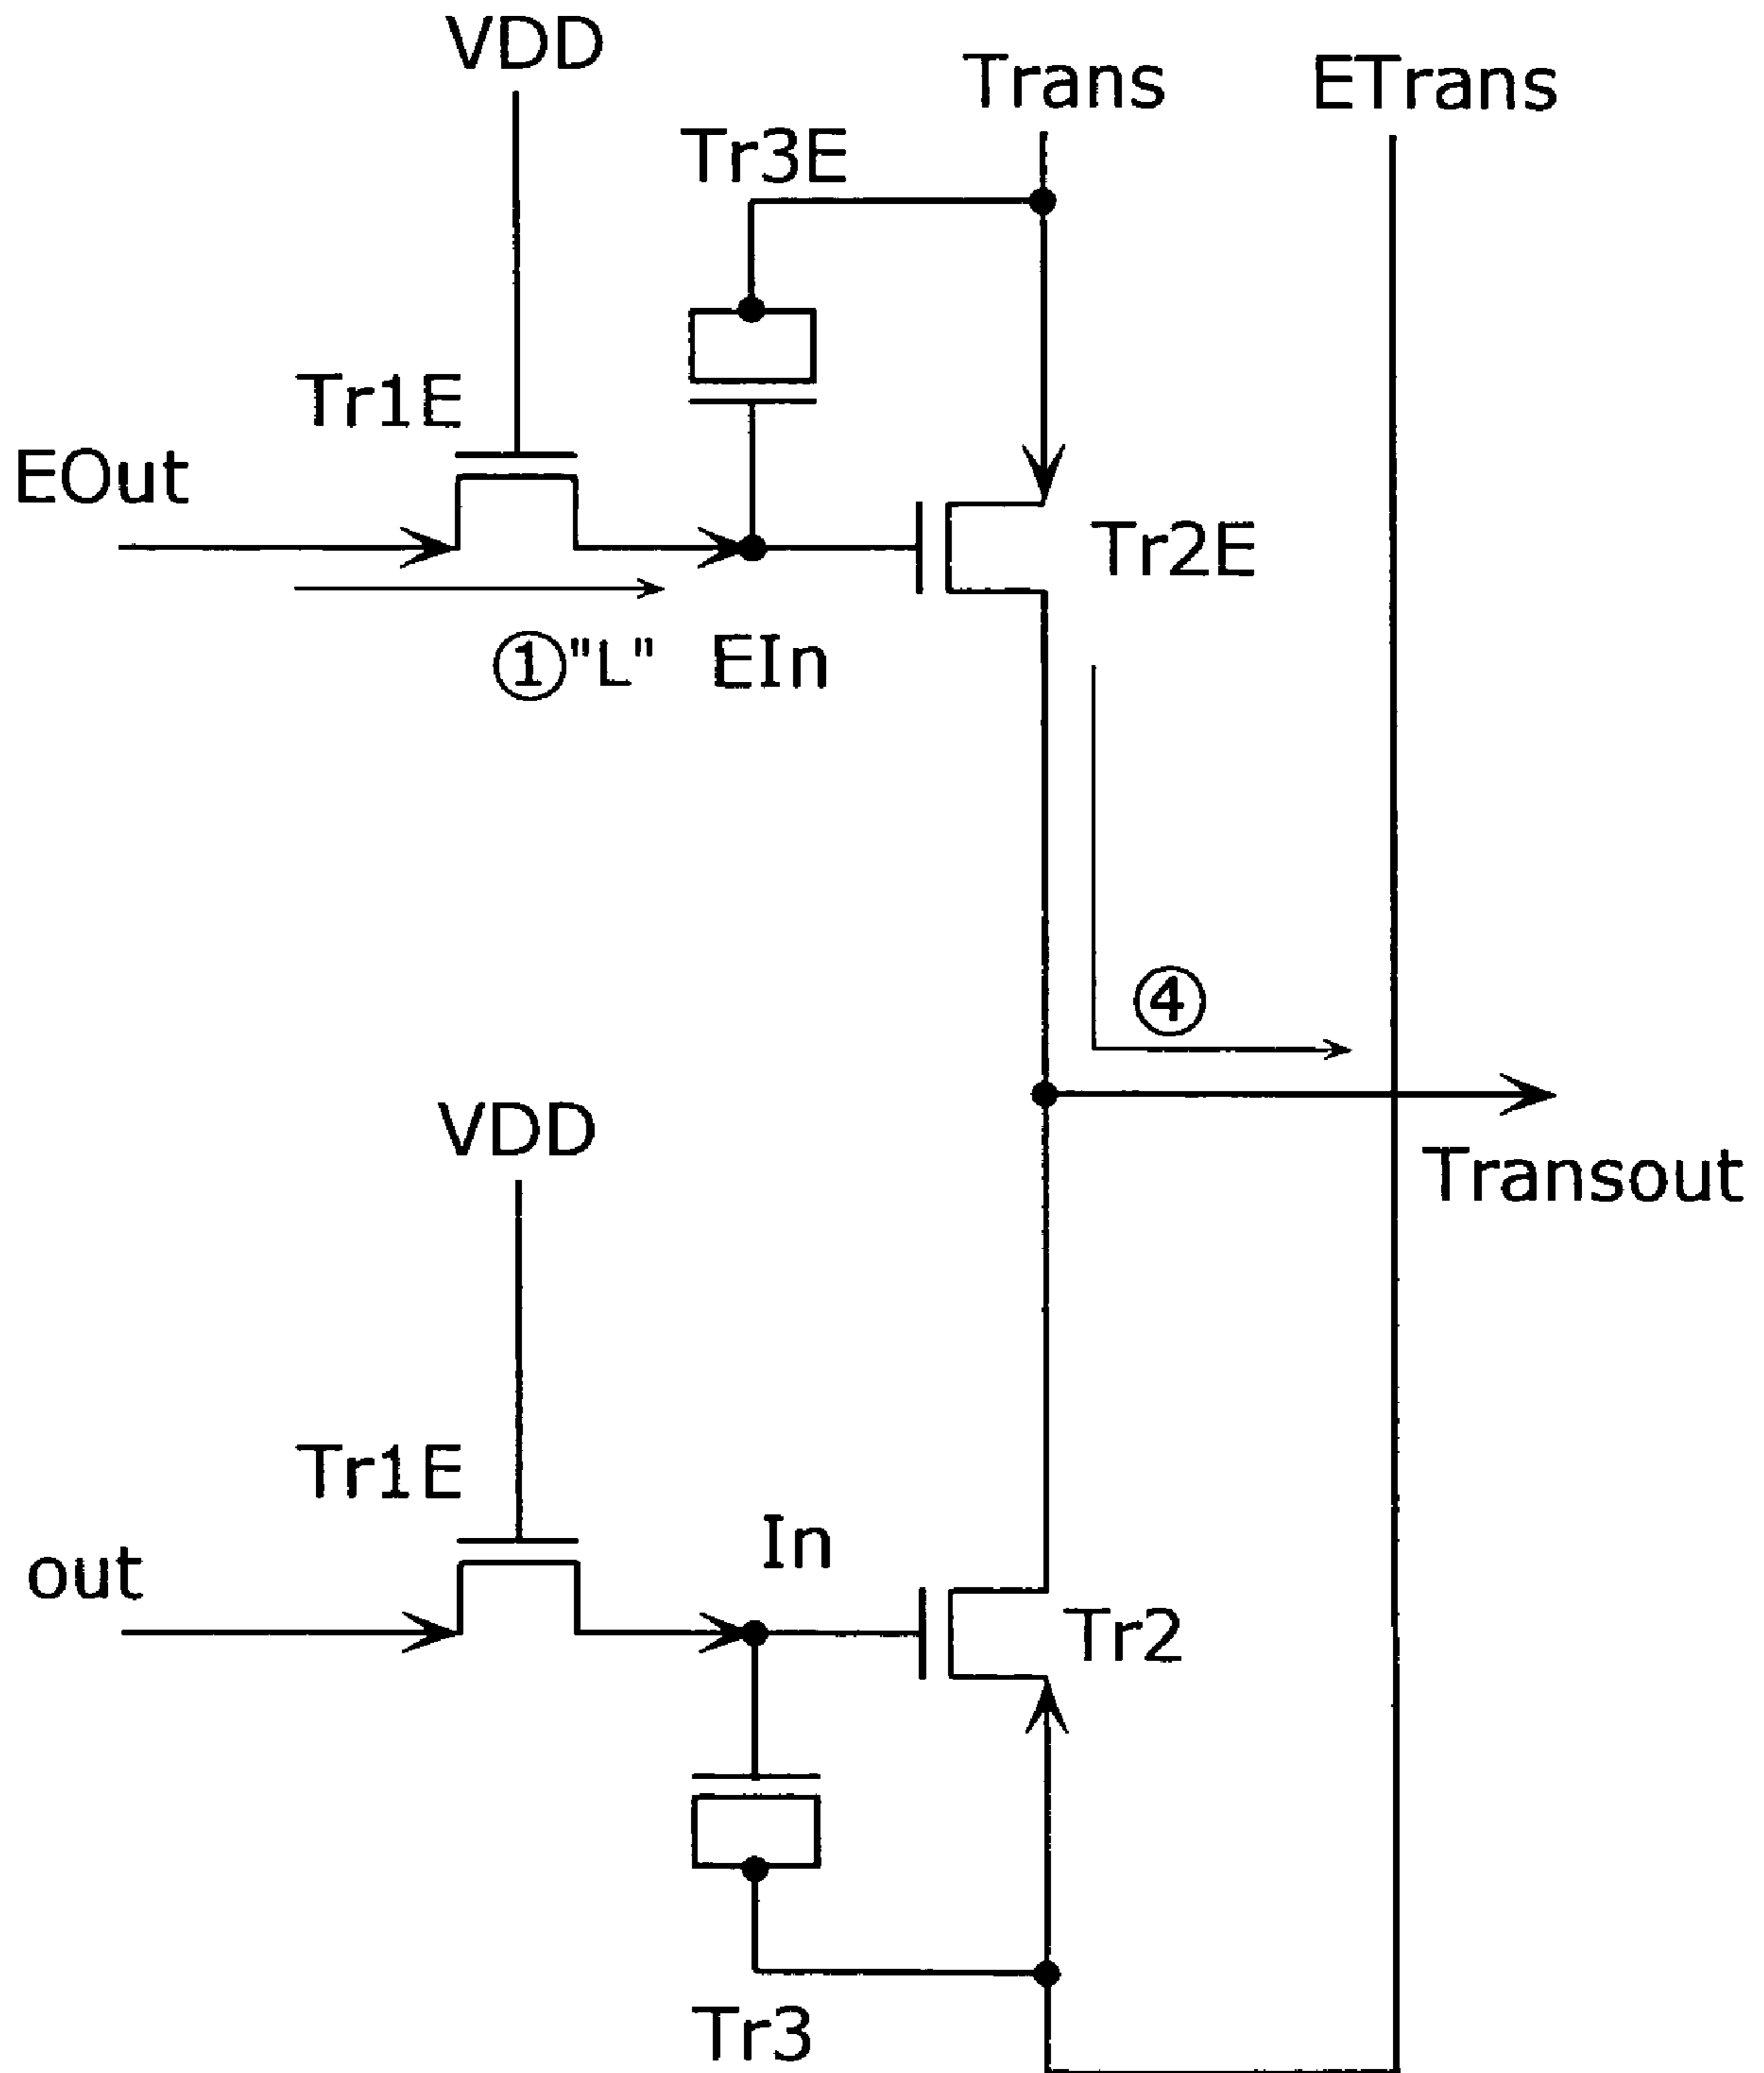 VDD
Trans
ETrans
Tr3E
Tr1E
EOut
Tr2E
①"L"
EIn
④
VDD
Transout
Tr1E
In
out
Tr2
Tr3